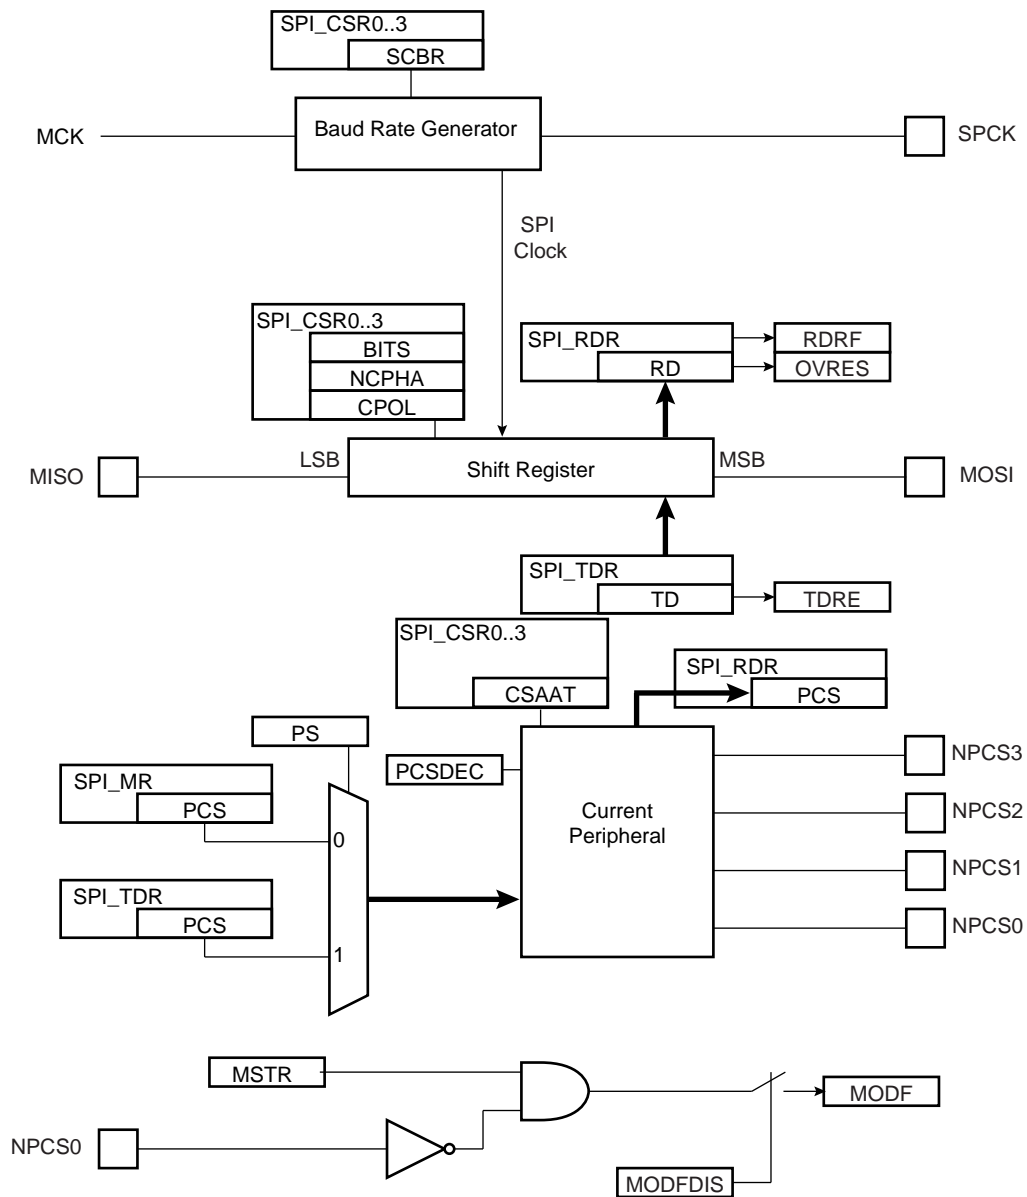 SPI_CSR0..3
SCBR
MCK
Baud Rate Generator
SPCK
SPI
Clock
SPI_CSR0..3
BITS
NCPHA
CPOL
SPI_RDR
RD
RDRF
OVRES
MISO
LSB
Shift Register
MSB
MOSI
SPI_TDR
TD
TDRE
SPI_CSR0..3
CSAAT
SPI_RDR
PCS
PS
PCSDEC
SPI_MR
PCS
0
SPI_TDR
PCS
1
Current
Peripheral
NPCS3
NPCS2
NPCS1
NPCS0
MSTR
MODF
NPCS0
MODFDIS